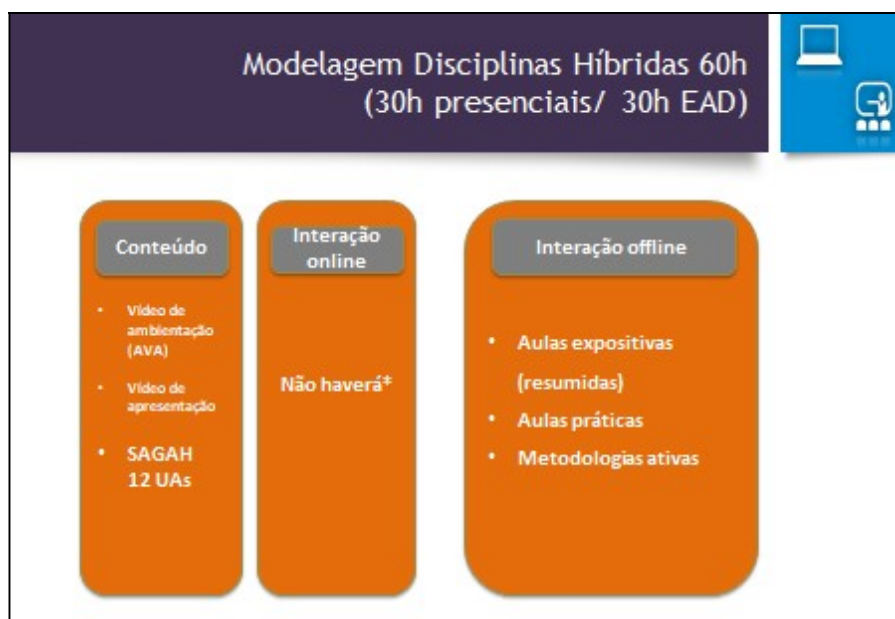 Modelagem Disciplinas Híbridas 60h
(30h presenciais/ 30h EAD)
Conteúdo
• Vídeo de
ambientação
(AVA)
• Vídeo de
apresentação
• SAGAH
12 UAs
Interação
online
Não haverá*
Interação offline
• Aulas expositivas
(resumidas)
• Aulas práticas
• Metodologias ativas